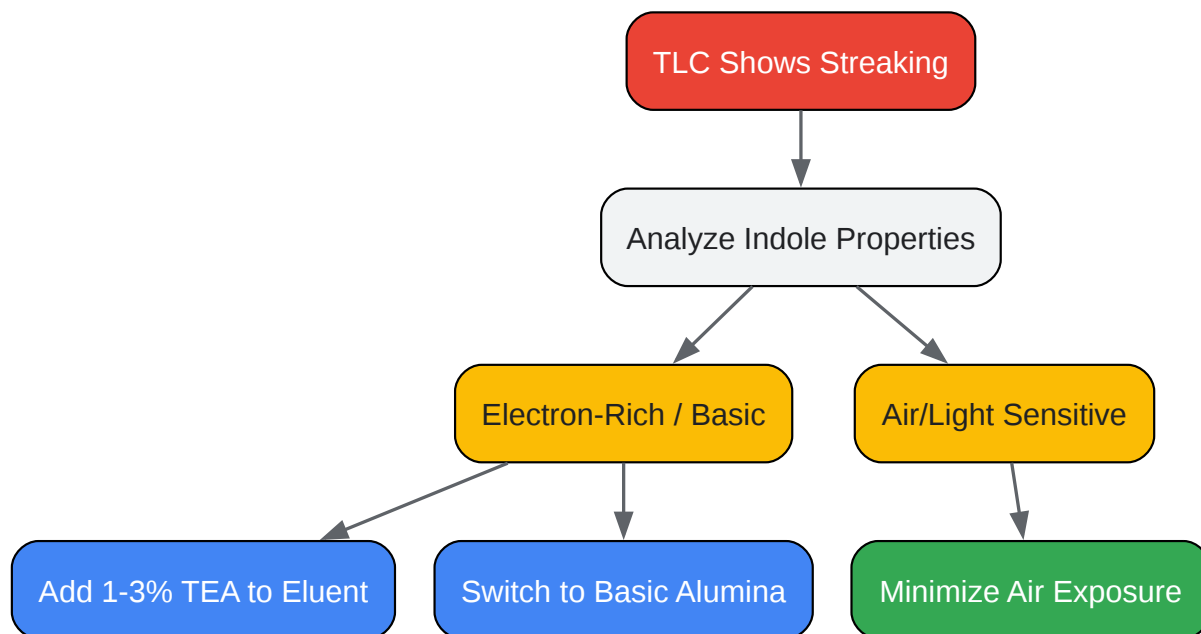 TLC Shows Streaking
Analyze Indole Properties
Electron-Rich / Basic
Air/Light Sensitive
Add 1-3% TEA to Eluent
Switch to Basic Alumina
Minimize Air Exposure